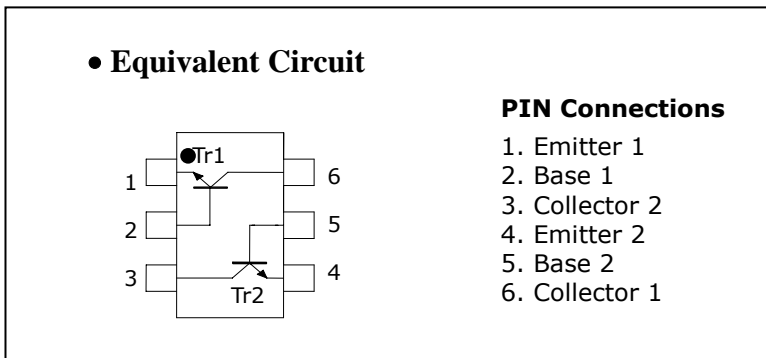 • Equivalent Circuit
PIN Connections
1. Emitter 1
2. Base 1
3. Collector 2
4. Emitter 2
5. Base 2
6. Collector 1
Tr1
1
6
2
5
3
4
Tr2